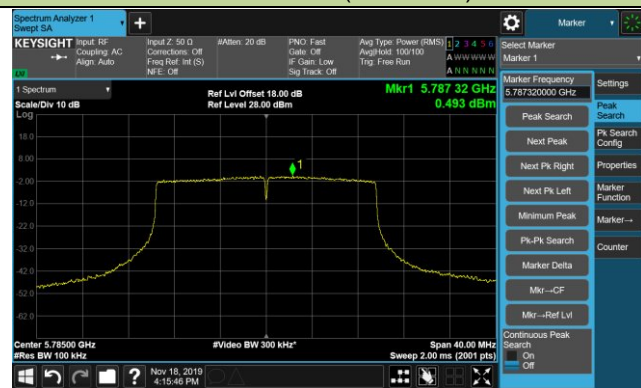 Spectrum Analyzer 1
Swept SA
Marker
KEYSIGHT
Input: RF
Coupling: AC
Align: Auto
Input Z: 50 Ω
Corrections: Off
Freq Ref: Int (S)
NFE: Off
#Atten: 20 dB
PNO: Fast
Gate: Off
IF Gain: Low
Sig Track: Off
Avg Type: Power (RMS)
Avg|Hold: 100/100
Trig: Free Run
1 2 3 4 5 6
A W W W W W
A N N N N N
Select Marker
Marker 1
1 Spectrum
Ref Lvl Offset 18.00 dB
Mkr1 5.787 32 GHz
Scale/Div 10 dB
Ref Level 28.00 dBm
0.493 dBm
Log
18.0
8.00
-2.00
-12.0
-22.0
-32.0
-42.0
-52.0
-62.0
1
Center 5.78500 GHz
#Video BW 300 kHz*
Span 40.00 MHz
#Res BW 100 kHz
Sweep 2.00 ms (2001 pts)
Marker Frequency
5.787320000 GHz
Peak Search
Next Peak
Next Pk Right
Next Pk Left
Minimum Peak
Pk-Pk Search
Marker Delta
Mkr→CF
Mkr→Ref Lvl
Continuous Peak
Search
On
Off
Settings
Peak
Search
Pk Search
Config
Properties
Marker
Function
Marker→
Counter
Nov 18, 2019
4:15:46 PM